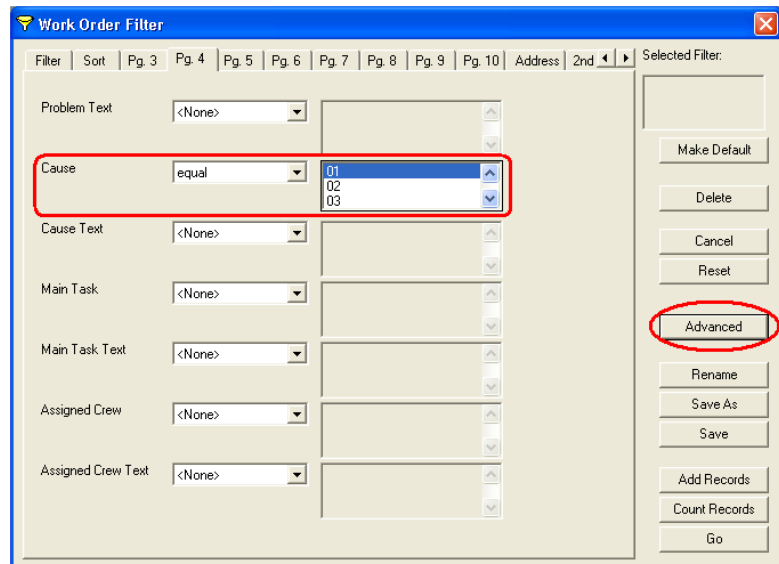 Work Order Filter
Filter Sort Pg. 3 Pg. 4 Pg. 5 Pg. 6 Pg. 7 Pg. 8 Pg. 9 Pg. 10 Address 2nd
Selected Filter:
Problem Text <None>
Make Default
Cause equal 01
02
03
Delete
Cause Text <None>
Cancel
Reset
Main Task <None>
Advanced
Main Task Text <None>
Rename
Assigned Crew <None>
Save As
Save
Assigned Crew Text <None>
Add Records
Count Records
Go